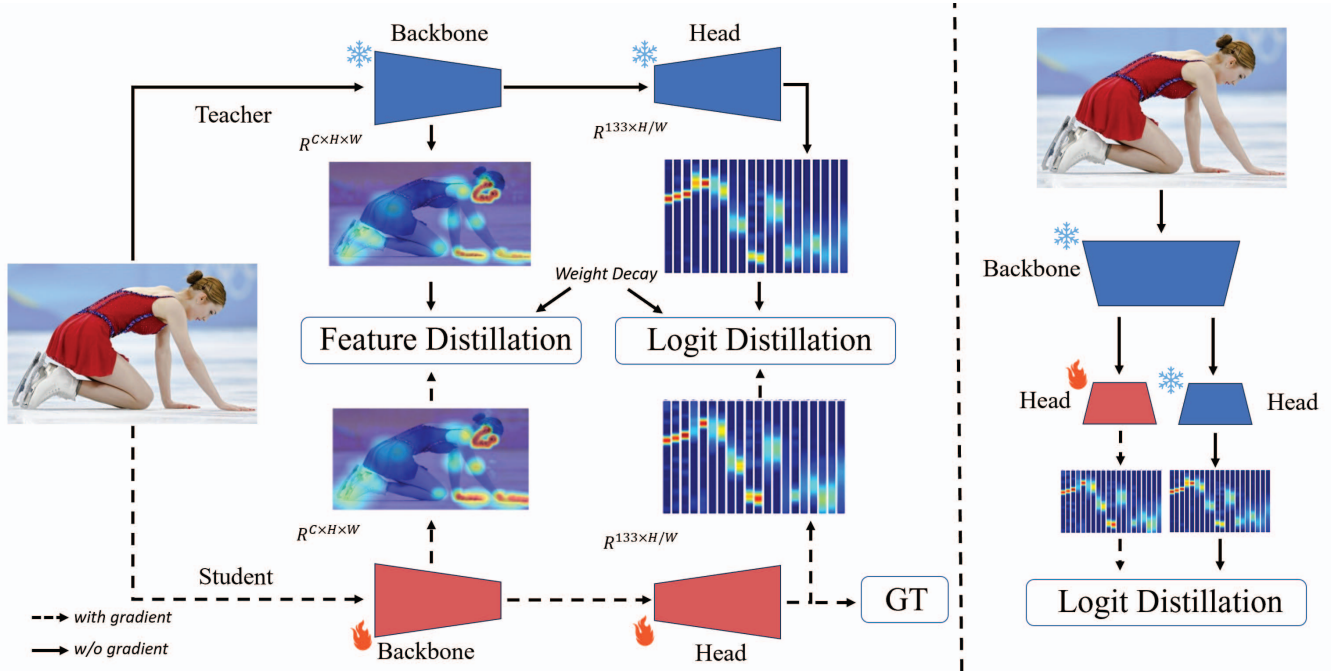 Backbone
Head
Teacher
R^{C×H×W}
R^{133×H/W}
Weight Decay
Feature Distillation
Logit Distillation
R^{C×H×W}
R^{133×H/W}
Student
GT
with gradient
w/o gradient
Backbone
Head
Backbone
Head
Head
Logit Distillation